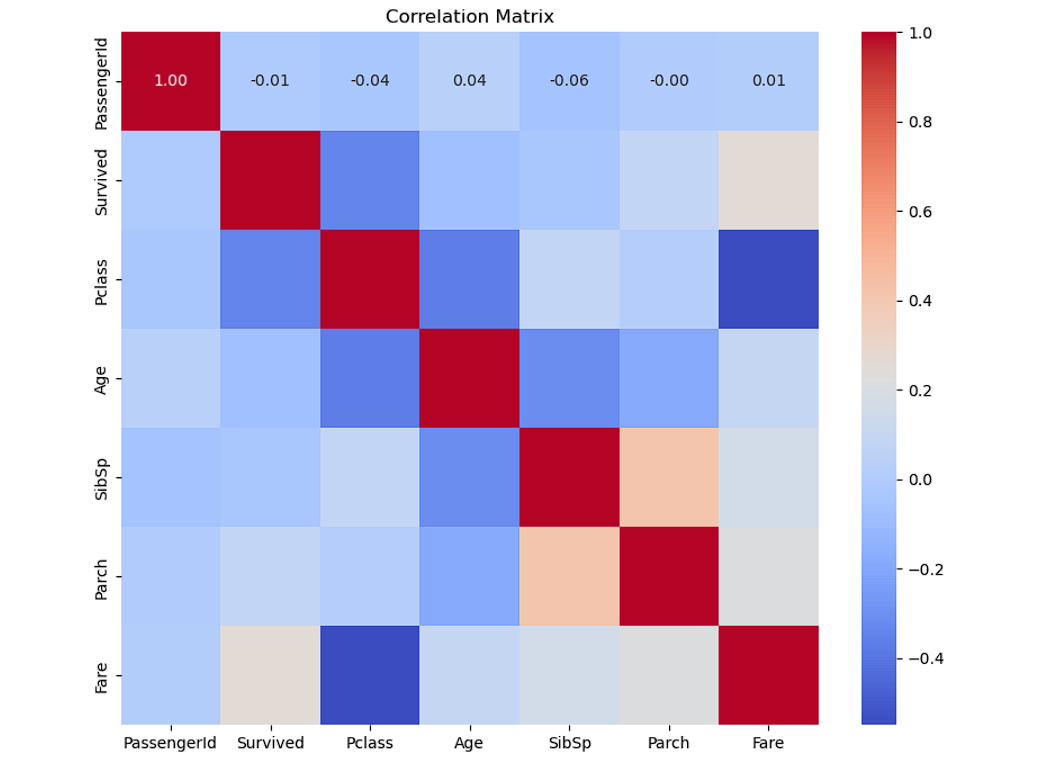 Correlation Matrix
PassengerId
1.00 -0.01 -0.04 0.04 -0.06 -0.00 0.01
Survived
Pclass
Age
SibSp
Parch
Fare
PassengerId Survived Pclass Age SibSp Parch Fare
1.0
0.8
0.6
0.4
0.2
0.0
−0.2
−0.4